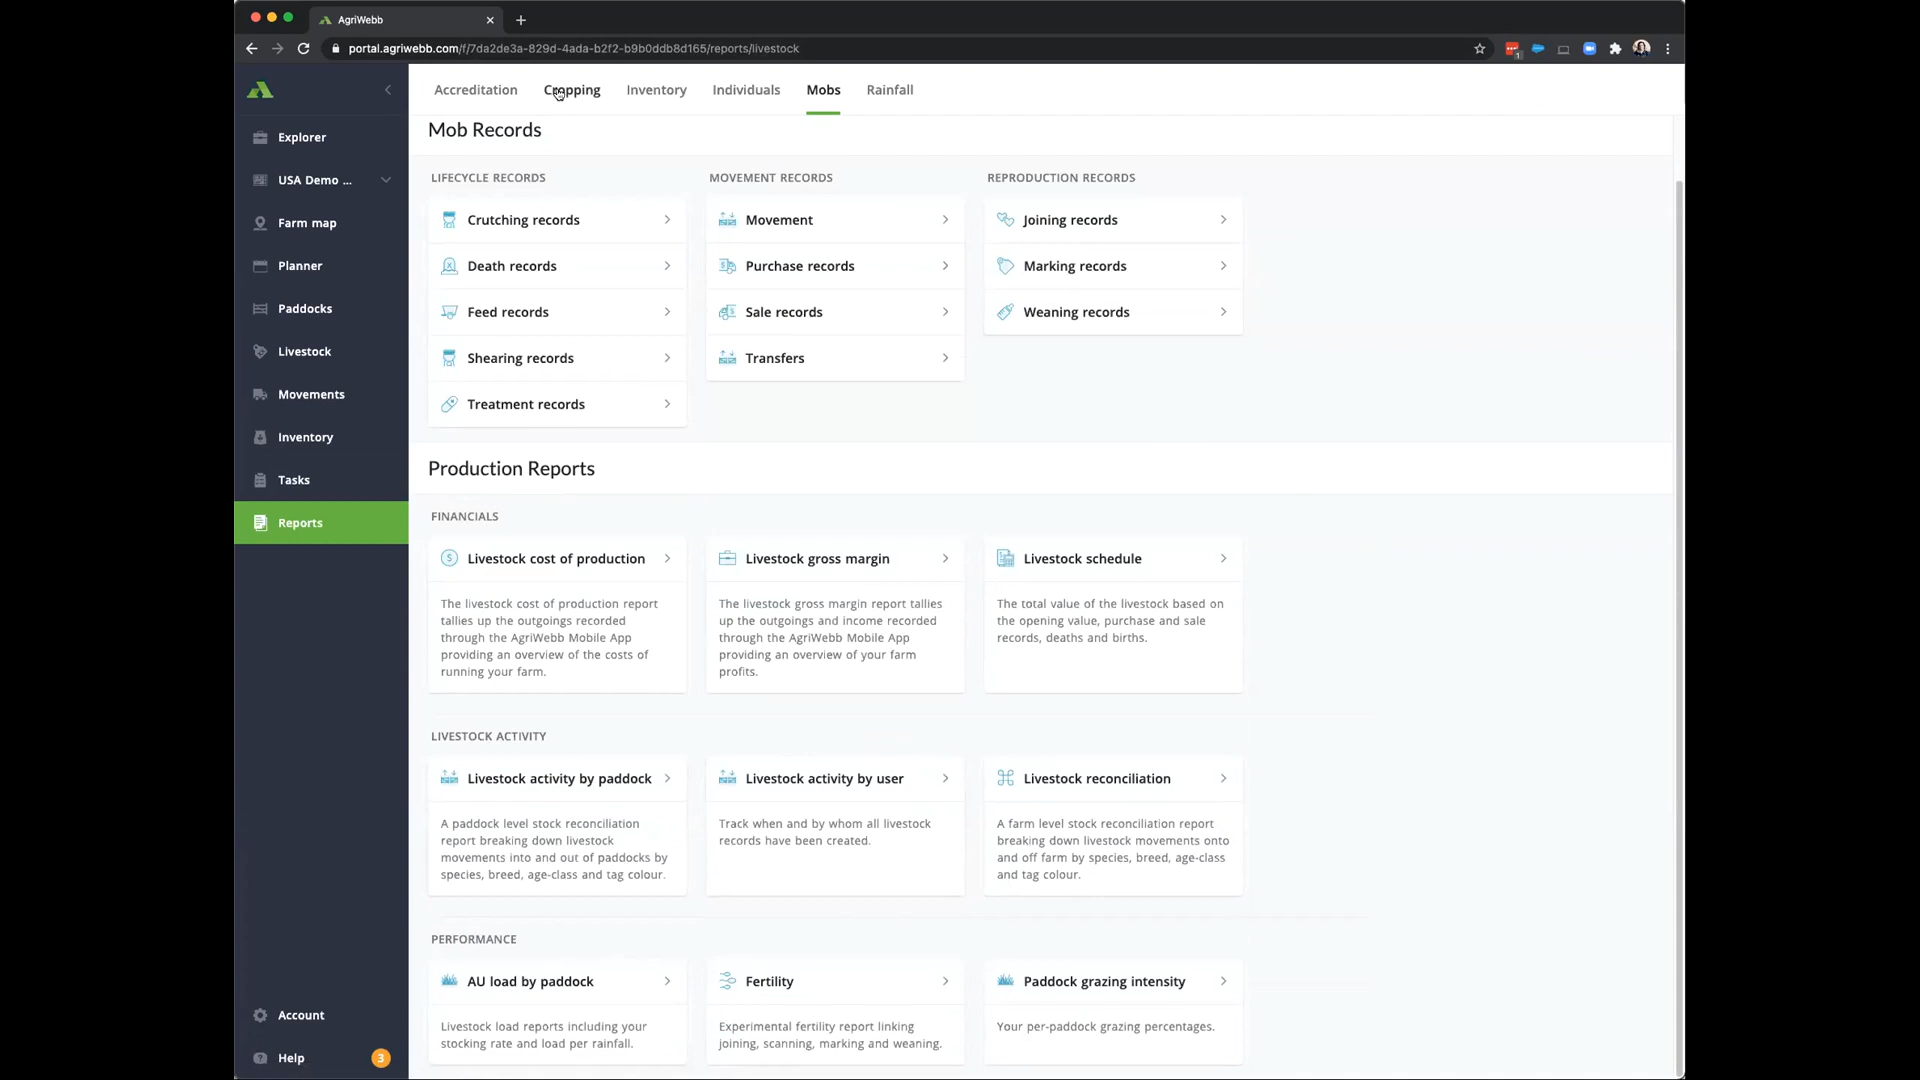 AgriWebb
portal.agriwebb.com/f/7da2de3a-829d-4ada-b2f2-b9b0ddb8d165/reports/livestock
1
Accreditation Cropping Inventory Individuals Mobs Rainfall
Explorer
USA Demo ...
Farm map
Planner
Paddocks
Livestock
Movements
Inventory
Tasks
Reports
Account
Help 3
Mob Records
LIFECYCLE RECORDS
Crutching records
Death records
Feed records
Shearing records
Treatment records
MOVEMENT RECORDS
Movement
Purchase records
Sale records
Transfers
REPRODUCTION RECORDS
Joining records
Marking records
Weaning records
Production Reports
FINANCIALS
Livestock cost of production
The livestock cost of production report
tallies up the outgoings recorded
through the AgriWebb Mobile App
providing an overview of the costs of
running your farm.
Livestock gross margin
The livestock gross margin report tallies
up the outgoings and income recorded
through the AgriWebb Mobile App
providing an overview of your farm
profits.
Livestock schedule
The total value of the livestock based on
the opening value, purchase and sale
records, deaths and births.
LIVESTOCK ACTIVITY
Livestock activity by paddock
A paddock level stock reconciliation
report breaking down livestock
movements into and out of paddocks by
species, breed, age-class and tag colour.
Livestock activity by user
Track when and by whom all livestock
records have been created.
Livestock reconciliation
A farm level stock reconciliation report
breaking down livestock movements onto
and off farm by species, breed, age-class
and tag colour.
PERFORMANCE
AU load by paddock
Livestock load reports including your
stocking rate and load per rainfall.
Fertility
Experimental fertility report linking
joining, scanning, marking and weaning.
Paddock grazing intensity
Your per-paddock grazing percentages.